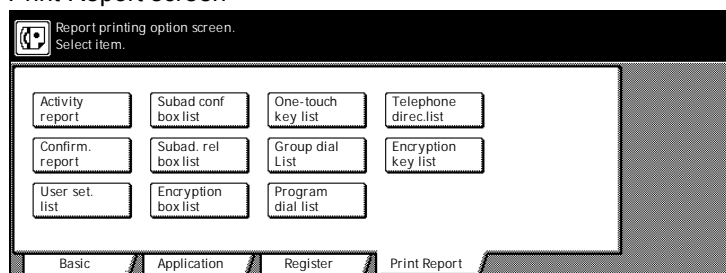 Print Report screen
Report printing option screen.
Select item.
Activity
report
Subad conf
box list
One-touch
key list
Telephone
direc.list
Confirm.
report
Subad. rel
box list
Group dial
List
Encryption
key list
User set.
list
Encryption
box list
Program
dial list
Basic
Application
Register
Print Report